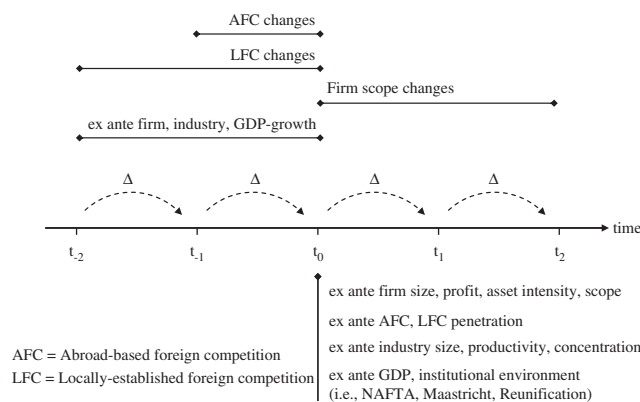 AFC changes
LFC changes
Firm scope changes
ex ante firm, industry, GDP-growth
Δ Δ Δ Δ
time
t-2 t-1 t0 t1 t2
ex ante firm size, profit, asset intensity, scope
ex ante AFC, LFC penetration
ex ante industry size, productivity, concentration
ex ante GDP, institutional environment
(i.e., NAFTA, Maastricht, Reunification)
AFC = Abroad-based foreign competition
LFC = Locally-established foreign competition